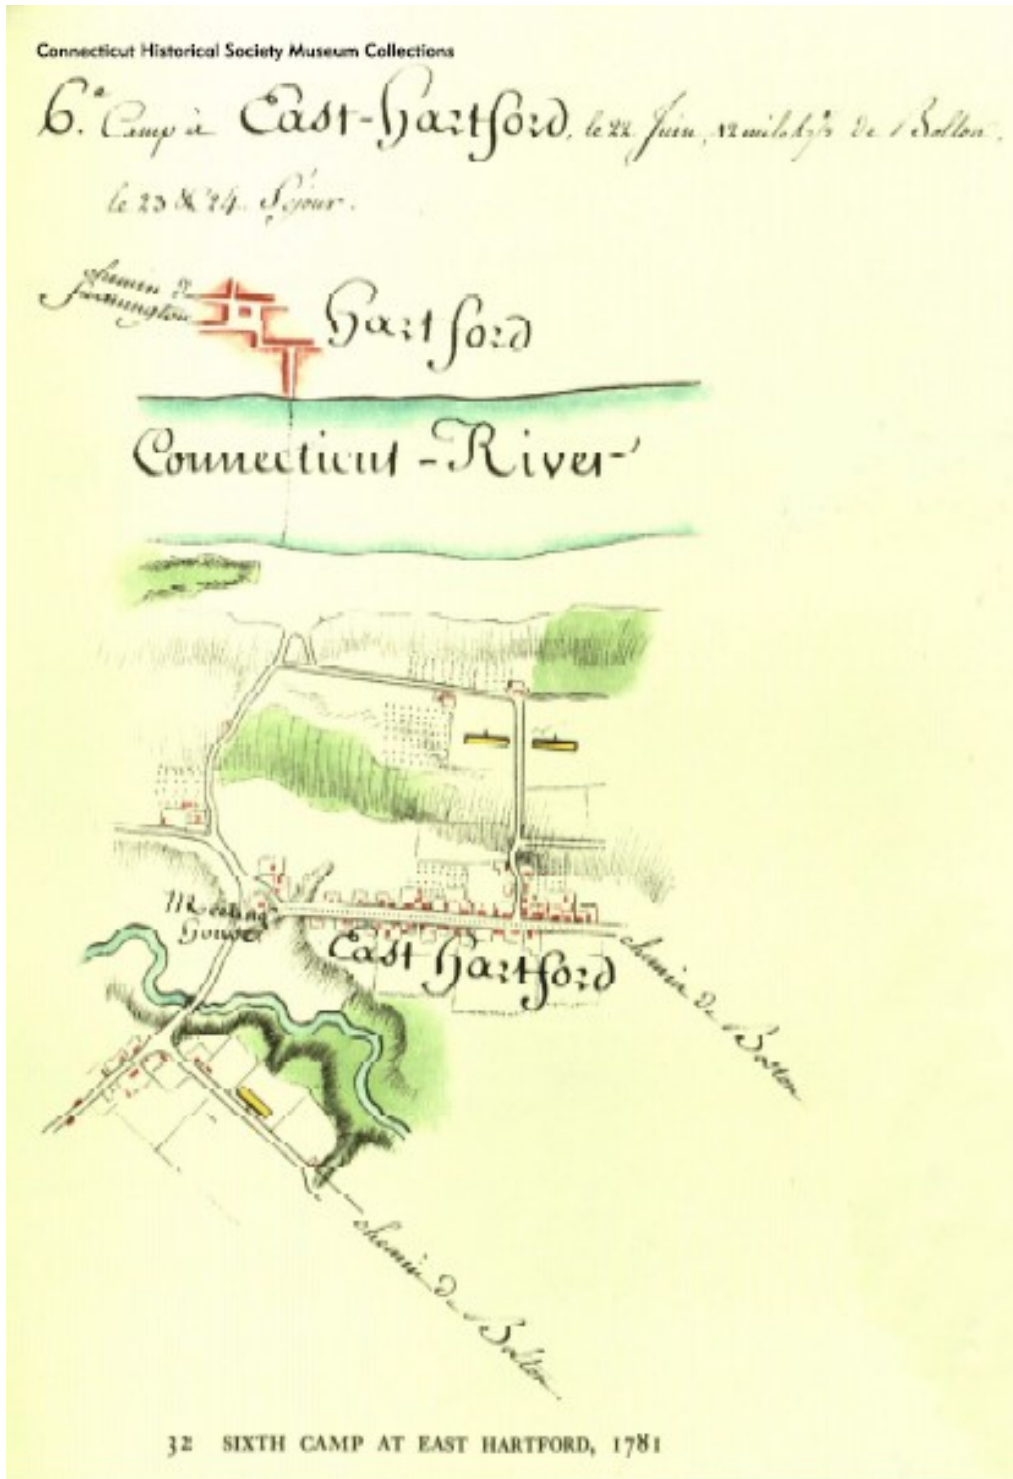 Connecticut Historical Society Museum Collections
6.e Camp à East-Hartford, le 22 Juin, 12 miles de Bolton.
le 23 & 24. Séjour.
chemin de
Farmington
Hartford
Connecticut-River
Meeting
House
East Hartford
chemin de Bolton
chemin de Bolton
32 SIXTH CAMP AT EAST HARTFORD, 1781